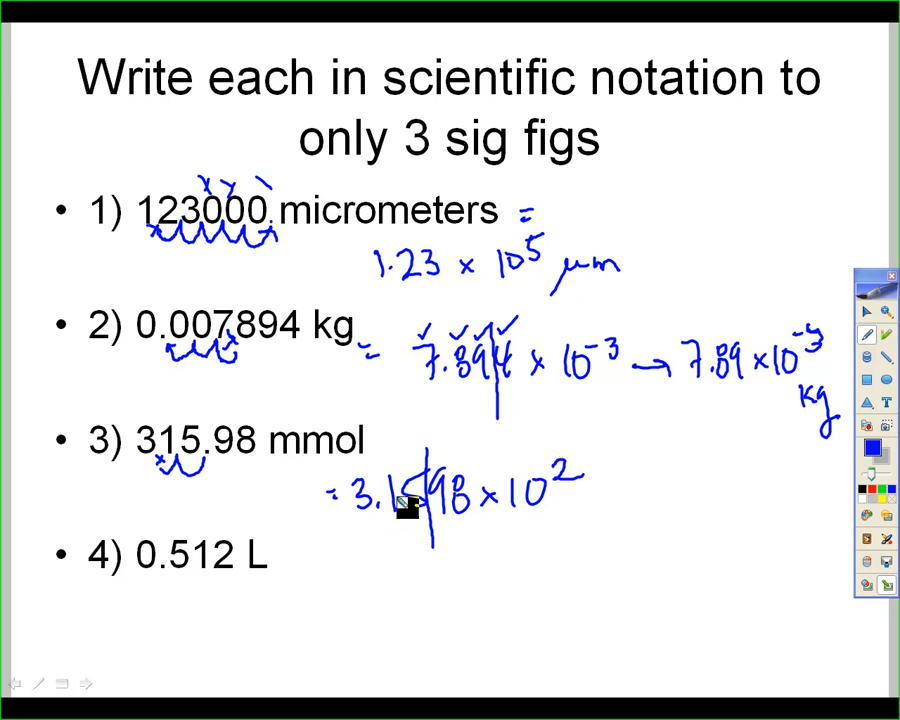 Write each in scientific notation to
only 3 sig figs
• 1) 123000. micrometers =
1.23 x 10⁵ μm
• 2) 0.007894 kg
= 7.894 x 10⁻³ → 7.89 x 10⁻³
kg
• 3) 315.98 mmol
= 3.1598 x 10²
• 4) 0.512 L